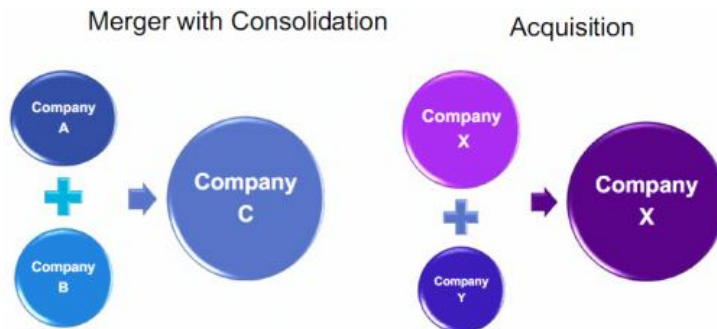 Merger with Consolidation
Company
A
Company
B
Company
C
Acquisition
Company
X
Company
Y
Company
X